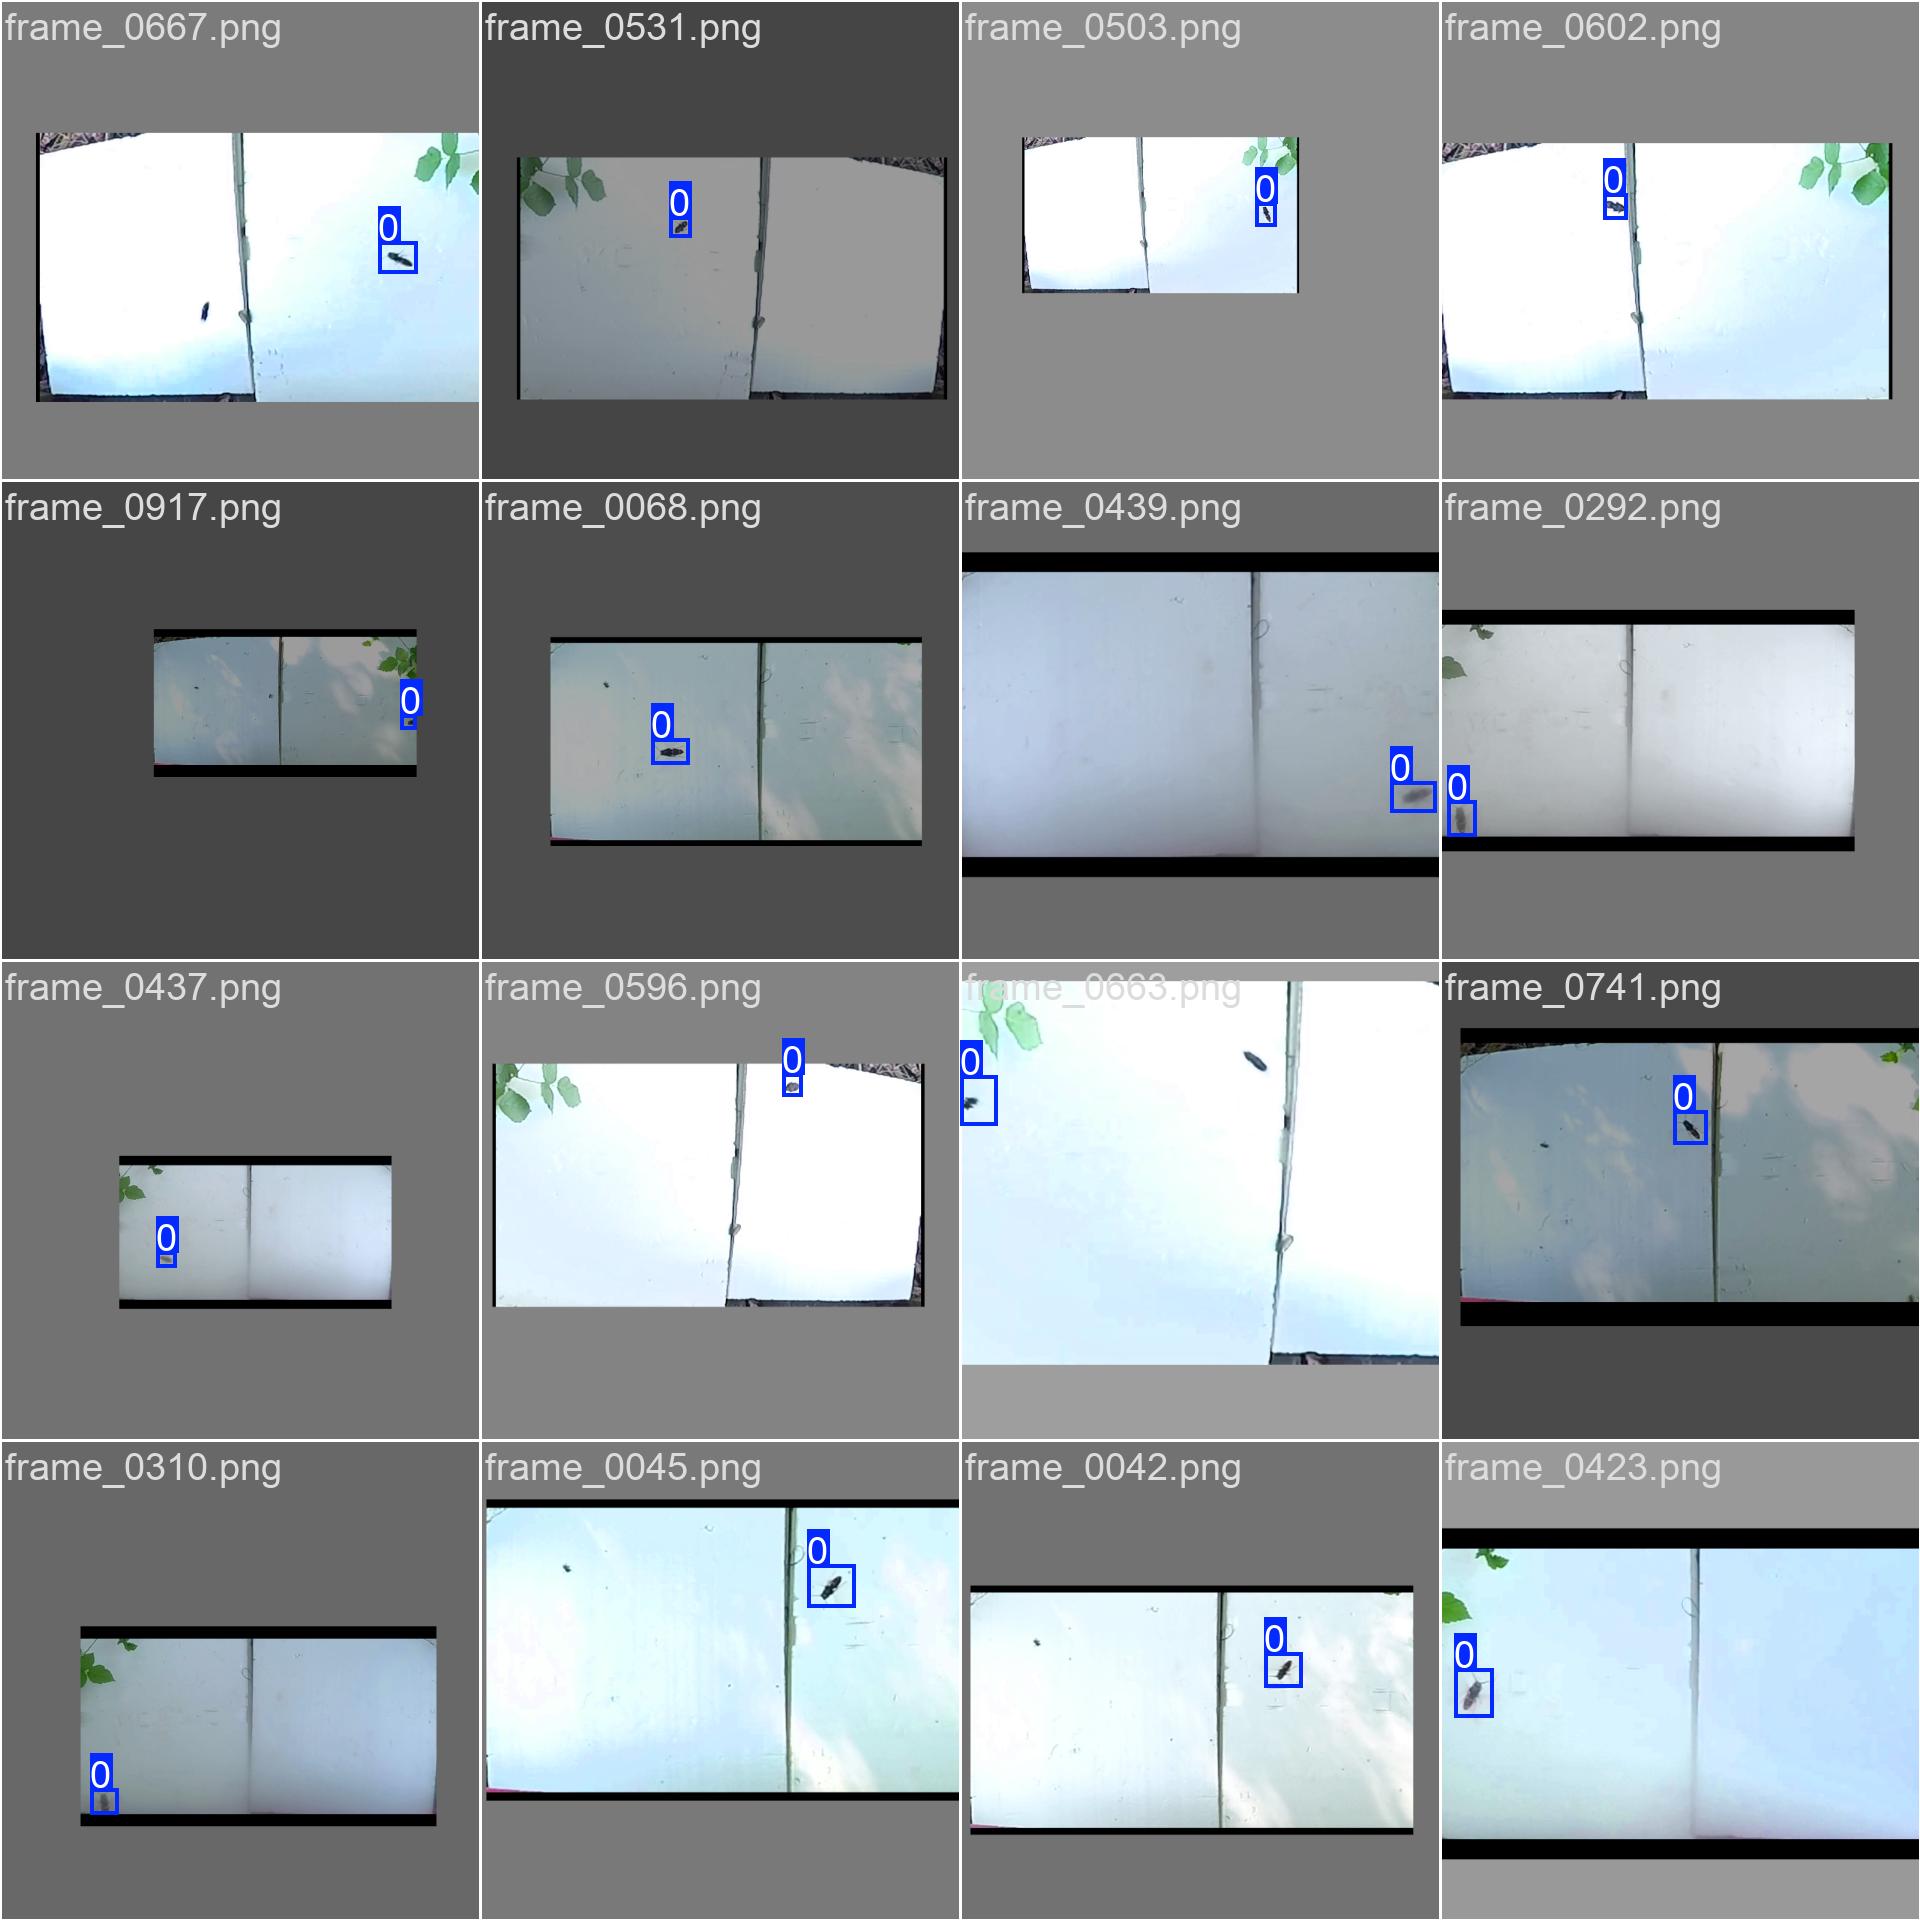 frame_0667.png
frame_0531.png
frame_0503.png
frame_0602.png
0
0
0
0
frame_0917.png
frame_0068.png
frame_0439.png
frame_0292.png
0
0
0
0
frame_0437.png
frame_0596.png
frame_0663.png
frame_0741.png
0
0
0
0
frame_0310.png
frame_0045.png
frame_0042.png
frame_0423.png
0
0
0
0